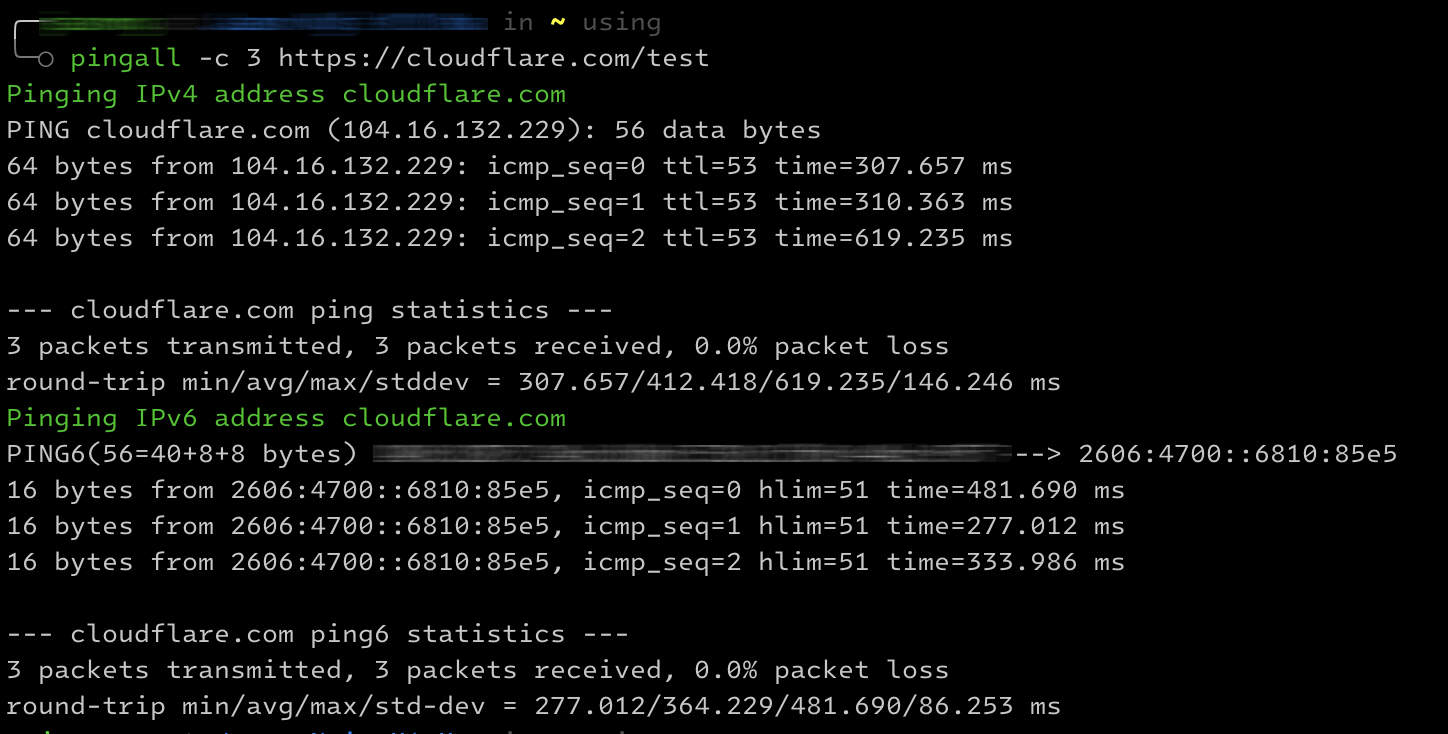 in ~ using
pingall -c 3 https://cloudflare.com/test
Pinging IPv4 address cloudflare.com
PING cloudflare.com (104.16.132.229): 56 data bytes
64 bytes from 104.16.132.229: icmp_seq=0 ttl=53 time=307.657 ms
64 bytes from 104.16.132.229: icmp_seq=1 ttl=53 time=310.363 ms
64 bytes from 104.16.132.229: icmp_seq=2 ttl=53 time=619.235 ms
--- cloudflare.com ping statistics ---
3 packets transmitted, 3 packets received, 0.0% packet loss
round-trip min/avg/max/stddev = 307.657/412.418/619.235/146.246 ms
Pinging IPv6 address cloudflare.com
PING6(56=40+8+8 bytes) --> 2606:4700::6810:85e5
16 bytes from 2606:4700::6810:85e5, icmp_seq=0 hlim=51 time=481.690 ms
16 bytes from 2606:4700::6810:85e5, icmp_seq=1 hlim=51 time=277.012 ms
16 bytes from 2606:4700::6810:85e5, icmp_seq=2 hlim=51 time=333.986 ms
--- cloudflare.com ping6 statistics ---
3 packets transmitted, 3 packets received, 0.0% packet loss
round-trip min/avg/max/std-dev = 277.012/364.229/481.690/86.253 ms